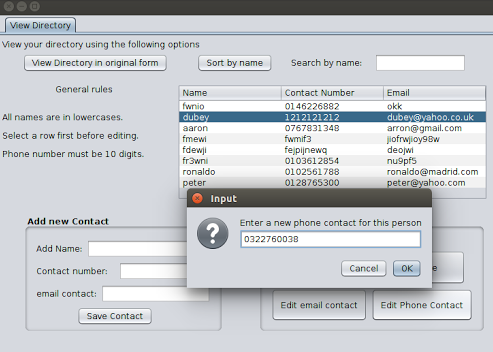 View Directory
View your directory using the following options
View Directory in original form
Sort by name
Search by name:
General rules
All names are in lowercases.
Select a row first before editing.
Phone number must be 10 digits.
Name Contact Number Email
fwnio 0146226882 okk
dubey 1212121212 dubey@yahoo.co.uk
aaron 0767831348 arron@gmail.com
fmewi fwmif3 jiofrwjioy98w
fdewji fejpijnewq deojwi
fr3wni 0103612854 nu9pf5
ronaldo 0102561788 ronaldo@madrid.com
peter 0128765300 peter@yahoo.com
Input
Enter a new phone contact for this person
0322760038
Cancel OK
Add new Contact
Add Name:
Contact number:
email contact:
Save Contact
Edit email contact
Edit Phone Contact